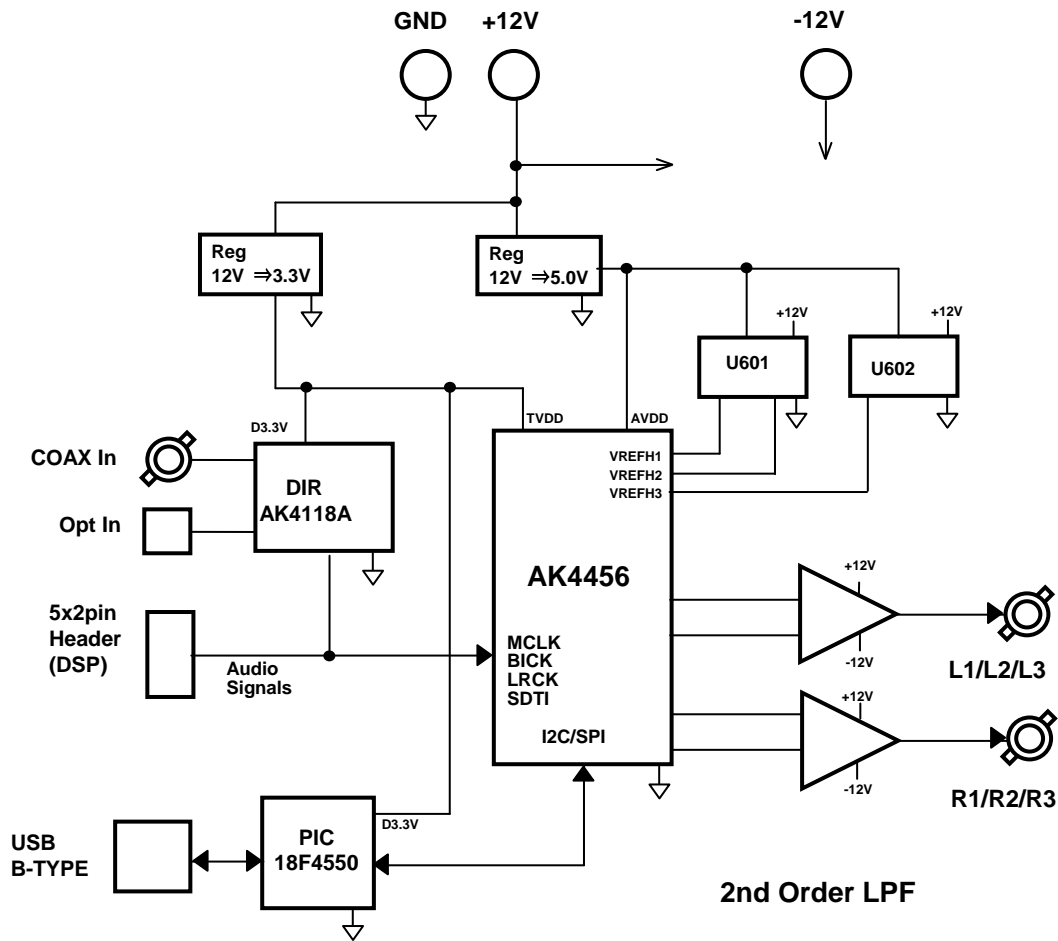 GND
+12V
-12V
Reg
12V ⇒3.3V
Reg
12V ⇒5.0V
+12V
U601
+12V
U602
D3.3V
TVDD
AVDD
COAX In
DIR
AK4118A
VREFH1
VREFH2
VREFH3
Opt In
AK4456
5x2pin
Header
(DSP)
Audio
Signals
MCLK
BICK
LRCK
SDTI
I2C/SPI
+12V
-12V
L1/L2/L3
+12V
-12V
R1/R2/R3
D3.3V
USB
B-TYPE
PIC
18F4550
2nd Order LPF